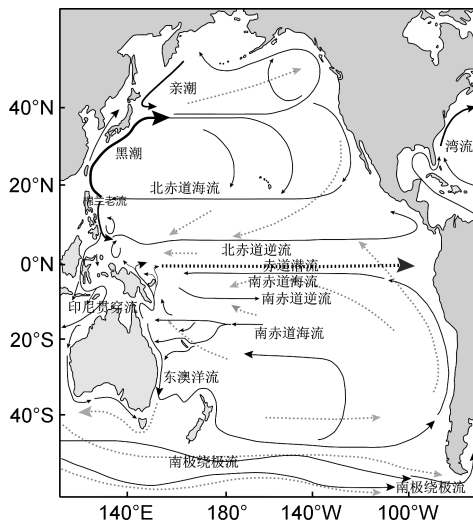 亲潮
40°N
黑潮
湾流
20°N
北赤道海流
棉兰老流
北赤道逆流
0°N
赤道潜流
南赤道海流
南赤道逆流
印尼贯穿流
20°S
南赤道海流
东澳洋流
40°S
南极绕极流
南极绕极流
140°E
180°
140°W
100°W